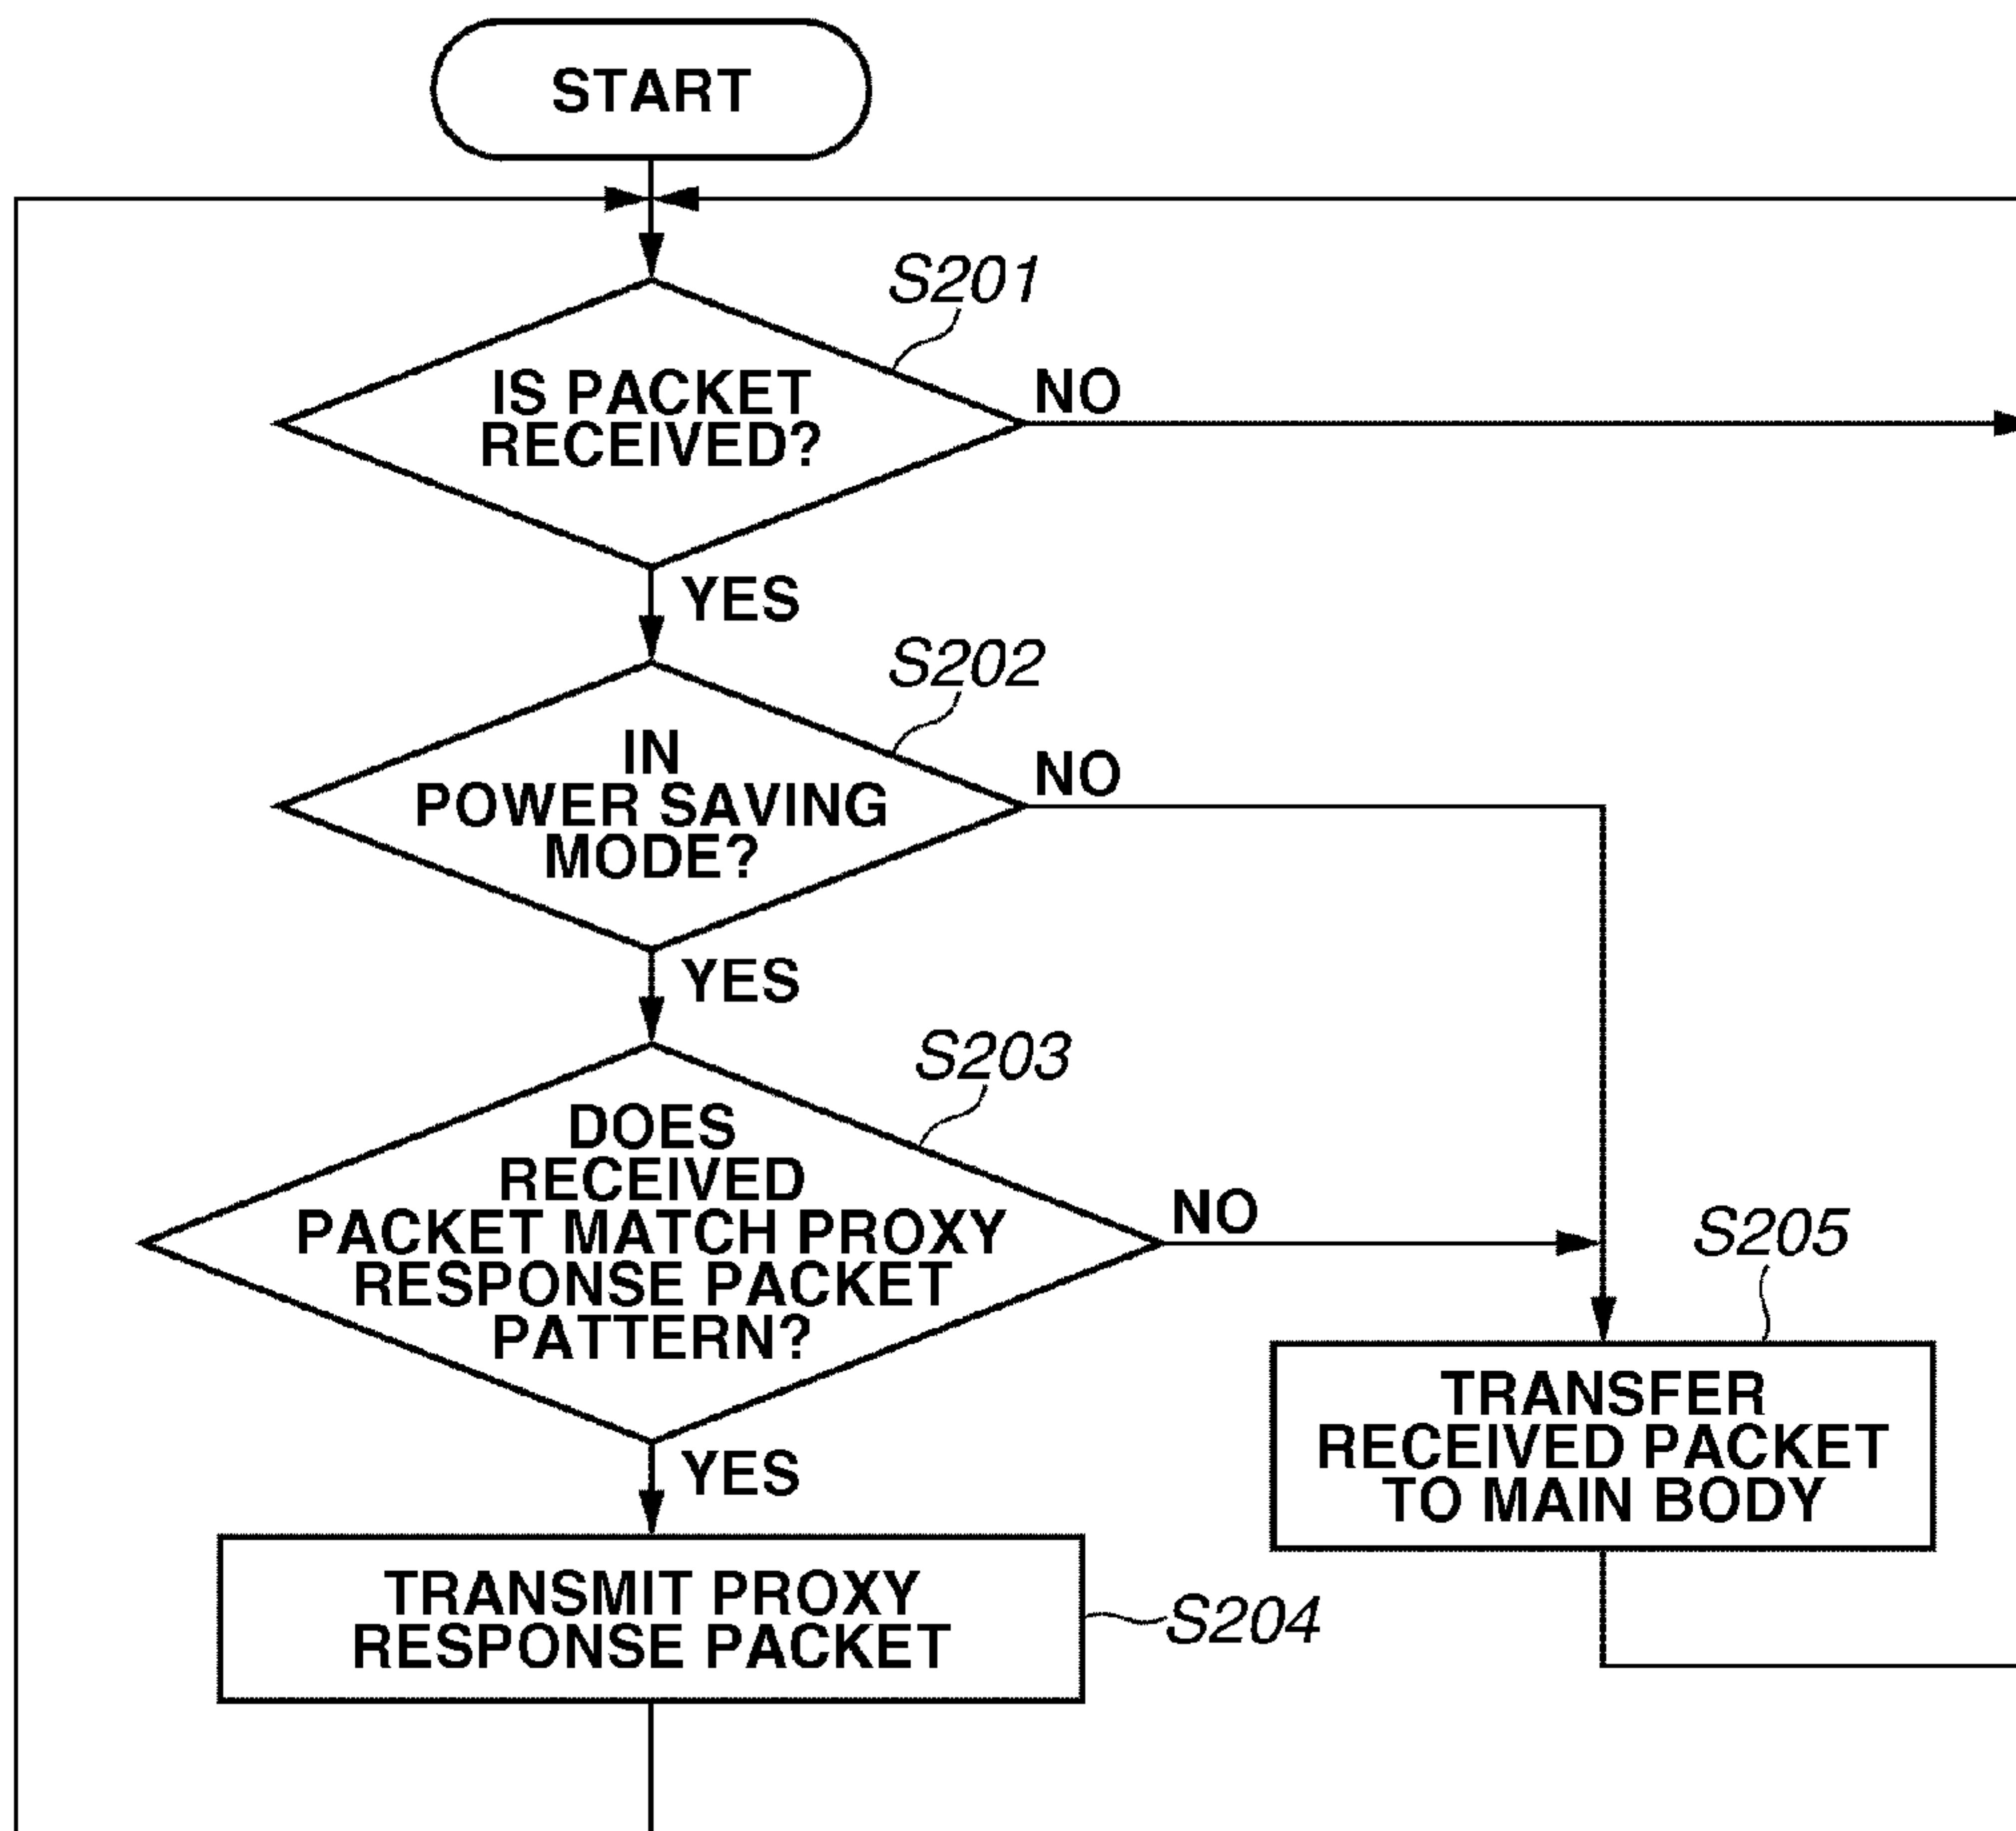 START
S201
IS PACKET
RECEIVED?
NO
YES
S202
IN
POWER SAVING
MODE?
NO
YES
S203
DOES
RECEIVED
PACKET MATCH PROXY
RESPONSE PACKET
PATTERN?
NO
YES
S205
TRANSFER
RECEIVED PACKET
TO MAIN BODY
TRANSMIT PROXY
RESPONSE PACKET
S204